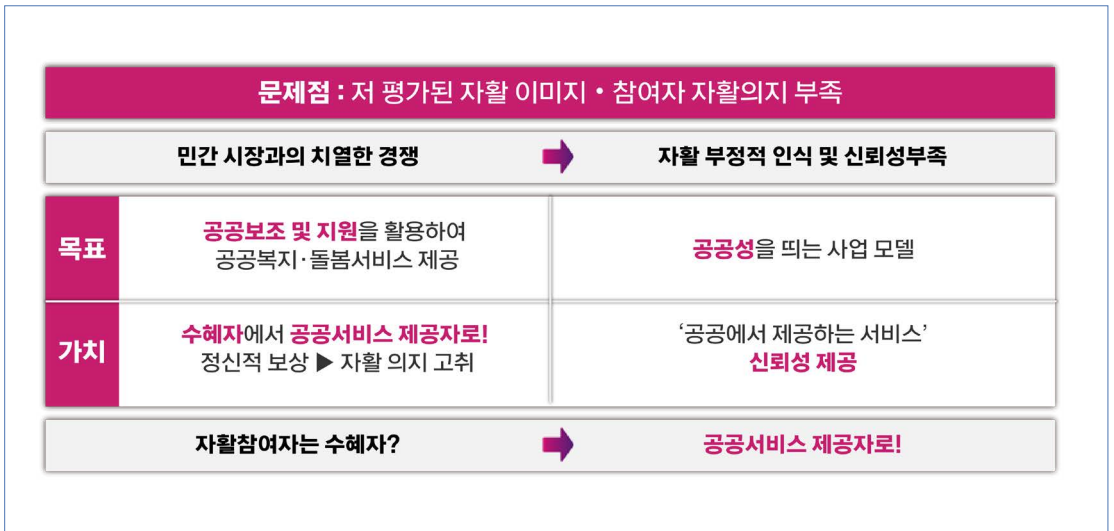 문제점 : 저 평가된 자활 이미지 • 참여자 자활의지 부족
민간 시장과의 치열한 경쟁
자활 부정적 인식 및 신뢰성부족
목표
공공보조 및 지원을 활용하여
공공복지·돌봄서비스 제공
공공성을 띄는 사업 모델
가치
수혜자에서 공공서비스 제공자로!
정신적 보상 ▶ 자활 의지 고취
‘공공에서 제공하는 서비스’
신뢰성 제공
자활참여자는 수혜자?
공공서비스 제공자로!